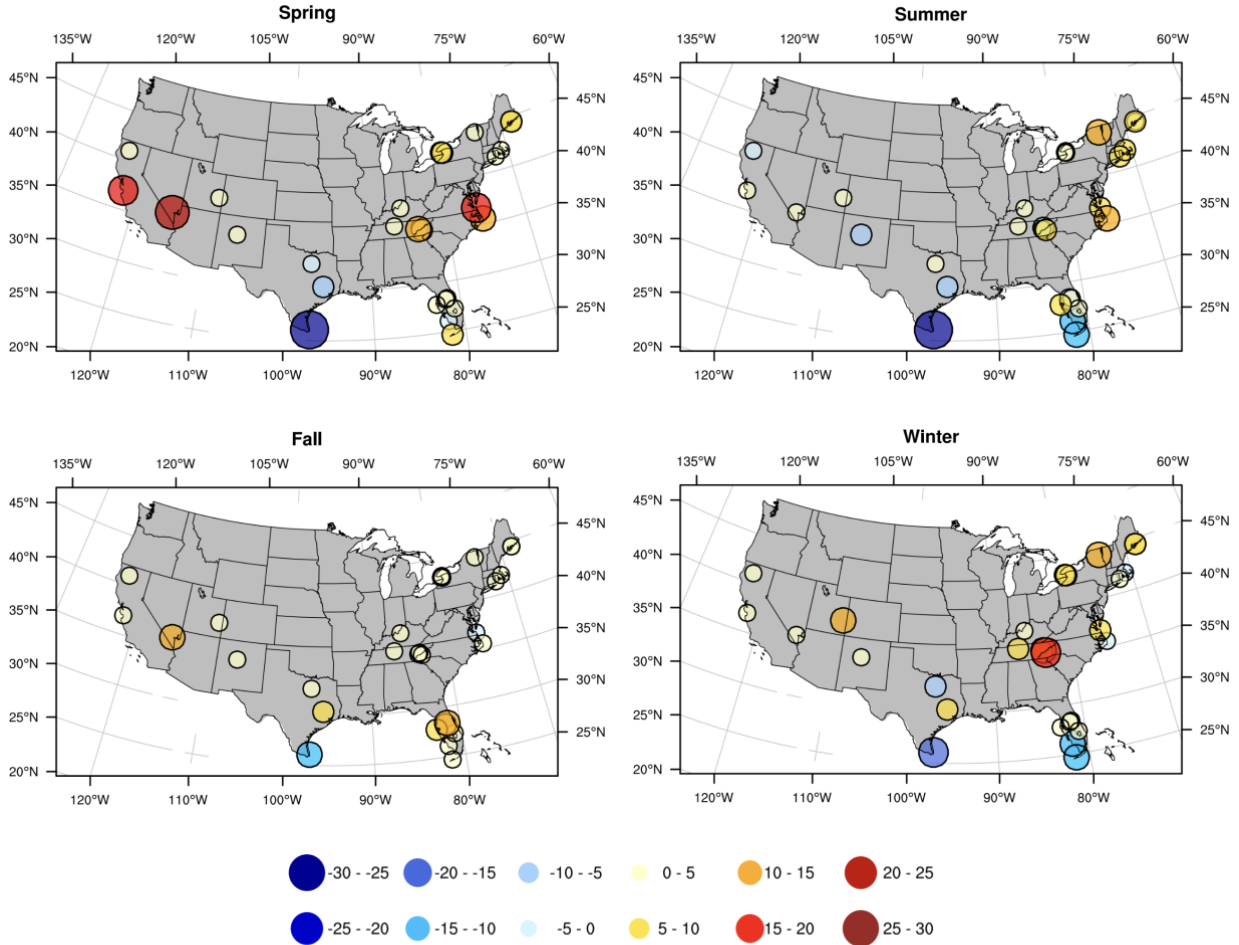 Spring
135°W 120°W 105°W 90°W 75°W 60°W
45°N
40°N
35°N
30°N
25°N
20°N
45°N
40°N
35°N
30°N
25°N
120°W 110°W 100°W 90°W 80°W
Summer
135°W 120°W 105°W 90°W 75°W 60°W
45°N
40°N
35°N
30°N
25°N
20°N
45°N
40°N
35°N
30°N
25°N
120°W 110°W 100°W 90°W 80°W
Fall
135°W 120°W 105°W 90°W 75°W 60°W
45°N
40°N
35°N
30°N
25°N
20°N
45°N
40°N
35°N
30°N
25°N
120°W 110°W 100°W 90°W 80°W
Winter
135°W 120°W 105°W 90°W 75°W 60°W
45°N
40°N
35°N
30°N
25°N
20°N
45°N
40°N
35°N
30°N
25°N
120°W 110°W 100°W 90°W 80°W
-30 - -25 -20 - -15 -10 - -5 0 - 5 10 - 15 20 - 25
-25 - -20 -15 - -10 -5 - 0 5 - 10 15 - 20 25 - 30